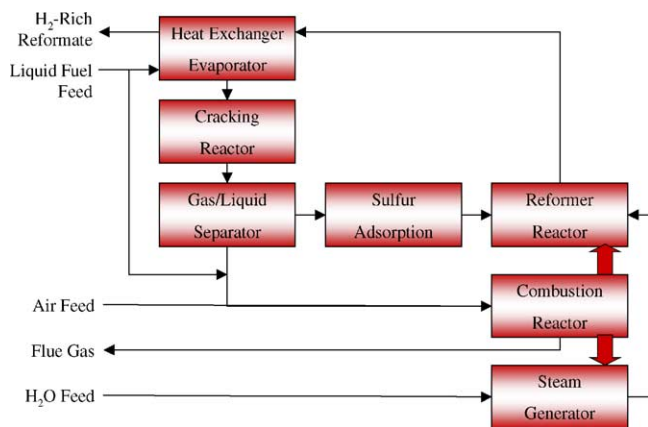 H₂-Rich
Reformate
Liquid Fuel
Feed
Heat Exchanger
Evaporator
Cracking
Reactor
Gas/Liquid
Separator
Sulfur
Adsorption
Reformer
Reactor
Air Feed
Combustion
Reactor
Flue Gas
H₂O Feed
Steam
Generator